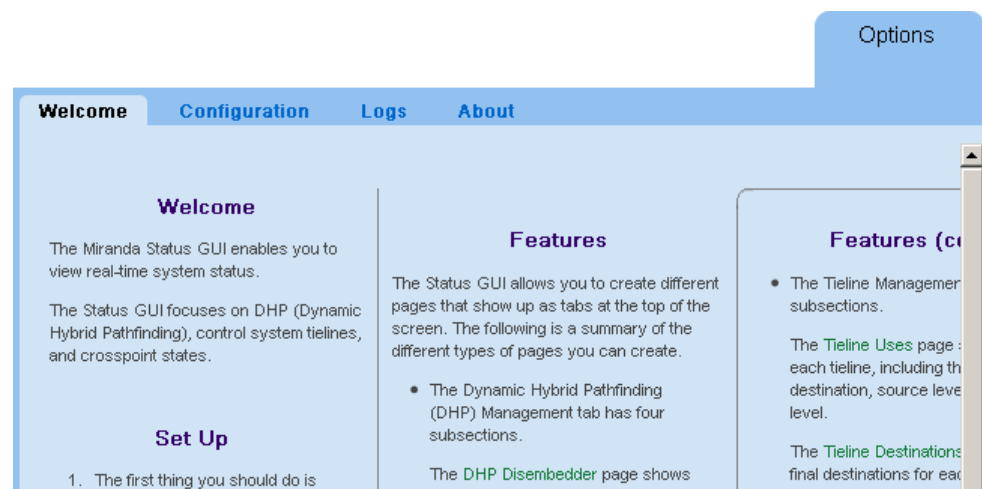 Options
Welcome Configuration Logs About
Welcome
The Miranda Status GUI enables you to
view real-time system status.
The Status GUI focuses on DHP (Dynamic
Hybrid Pathfinding), control system tielines,
and crosspoint states.
Set Up
1. The first thing you should do is
Features
The Status GUI allows you to create different
pages that show up as tabs at the top of the
screen. The following is a summary of the
different types of pages you can create.
• The Dynamic Hybrid Pathfinding
(DHP) Management tab has four
subsections.
The DHP Disembedder page shows
Features (co
• The Tieline Managemer
subsections.
The Tieline Uses page
each tieline, including th
destination, source leve
level.
The Tieline Destinations
final destinations for eac